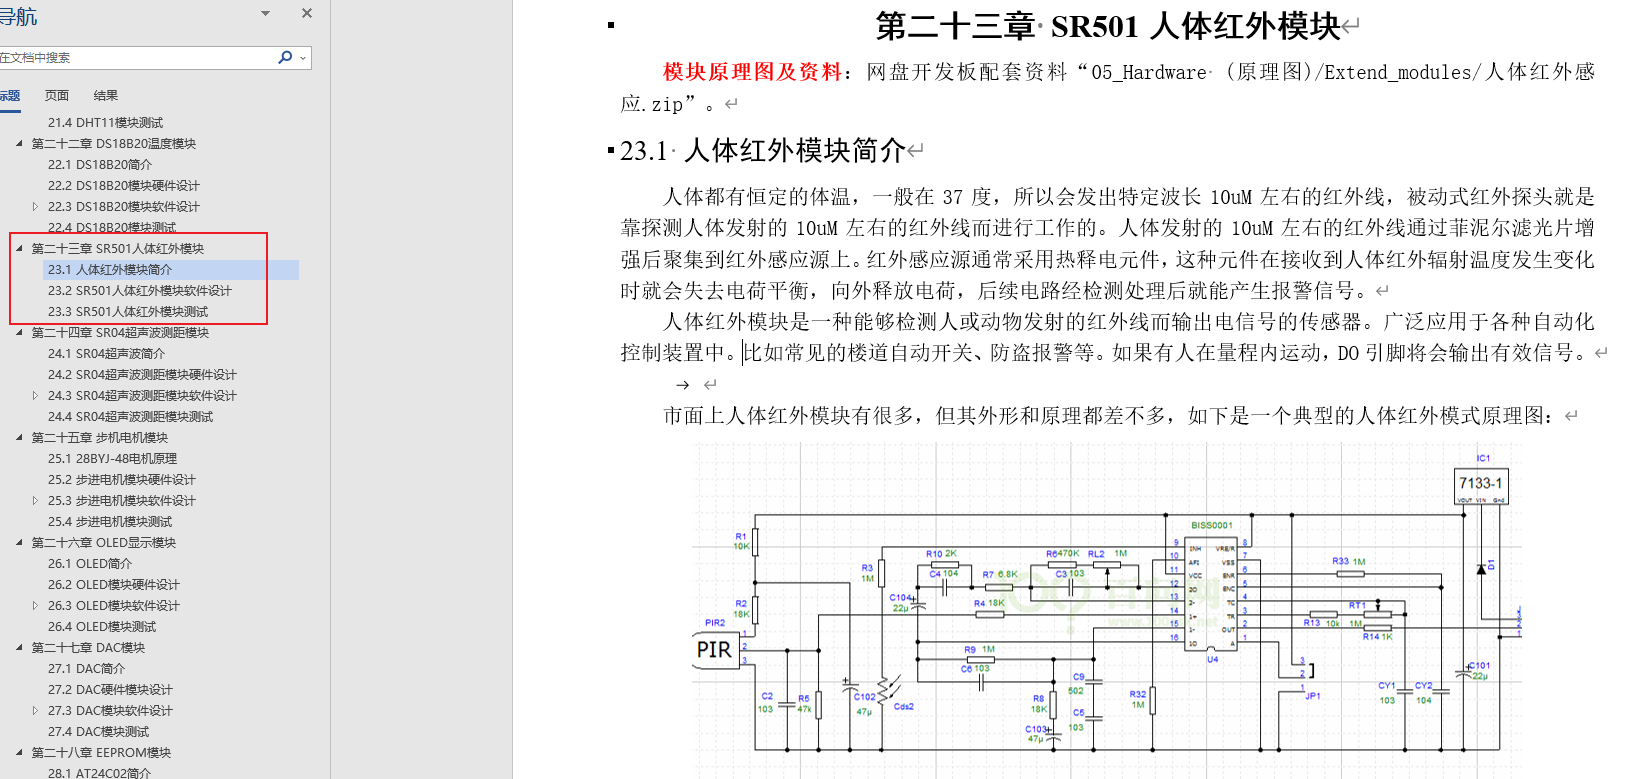 导航
在文档中搜索
标题 页面 结果
21.4 DHT11模块测试
第二十二章 DS18B20温度模块
22.1 DS18B20简介
22.2 DS18B20模块硬件设计
22.3 DS18B20模块软件设计
22.4 DS18B20模块测试
第二十三章 SR501人体红外模块
23.1 人体红外模块简介
23.2 SR501人体红外模块软件设计
23.3 SR501人体红外模块测试
第二十四章 SR04超声波测距模块
24.1 SR04超声波简介
24.2 SR04超声波测距模块硬件设计
24.3 SR04超声波测距模块软件设计
24.4 SR04超声波测距模块测试
第二十五章 步机电机模块
25.1 28BYJ-48电机原理
25.2 步进电机模块硬件设计
25.3 步进电机模块软件设计
25.4 步进电机模块测试
第二十六章 OLED显示模块
26.1 OLED简介
26.2 OLED模块硬件设计
26.3 OLED模块软件设计
26.4 OLED模块测试
第二十七章 DAC模块
27.1 DAC简介
27.2 DAC硬件模块设计
27.3 DAC模块软件设计
27.4 DAC模块测试
第二十八章 EEPROM模块
28.1 AT24C02简介
第二十三章 SR501 人体红外模块
模块原理图及资料：网盘开发板配套资料“05_Hardware （原理图)/Extend_modules/人体红外感
应.zip”。
23.1 人体红外模块简介
人体都有恒定的体温，一般在 37 度，所以会发出特定波长 10uM 左右的红外线，被动式红外探头就是
靠探测人体发射的 10uM 左右的红外线而进行工作的。人体发射的 10uM 左右的红外线通过菲泥尔滤光片增
强后聚集到红外感应源上。红外感应源通常采用热释电元件，这种元件在接收到人体红外辐射温度发生变化
时就会失去电荷平衡，向外释放电荷，后续电路经检测处理后就能产生报警信号。
人体红外模块是一种能够检测人或动物发射的红外线而输出电信号的传感器。广泛应用于各种自动化
控制装置中。比如常见的楼道自动开关、防盗报警等。如果有人在量程内运动，DO 引脚将会输出有效信号。
市面上人体红外模块有很多，但其外形和原理都差不多，如下是一个典型的人体红外模式原理图：
IC1
7133-1
VOUT VIN Gnd
BISS0001
R1
10K
R2
18K
PIR2
PIR
1
2
3
R3
1M
R10 2K
C4 104
C104
22μ
R7 6.8K
R6 470K
RL2 1M
C3 103
R4 18K
R9 1M
C6 103
C2
103
R5
47k
C102
47μ
Cds2
R8
18K
C103
47μ
C9
502
C5
103
R32
1M
9
10
11
12
13
14
15
16
8
7
6
5
4
3
2
1
VCC
VSS
OUT
U4
R33 1M
RT1
R13 10k 1M
R14 1K
3
2
1
JP1
CY1
103
CY2
104
C101
22μ
D1